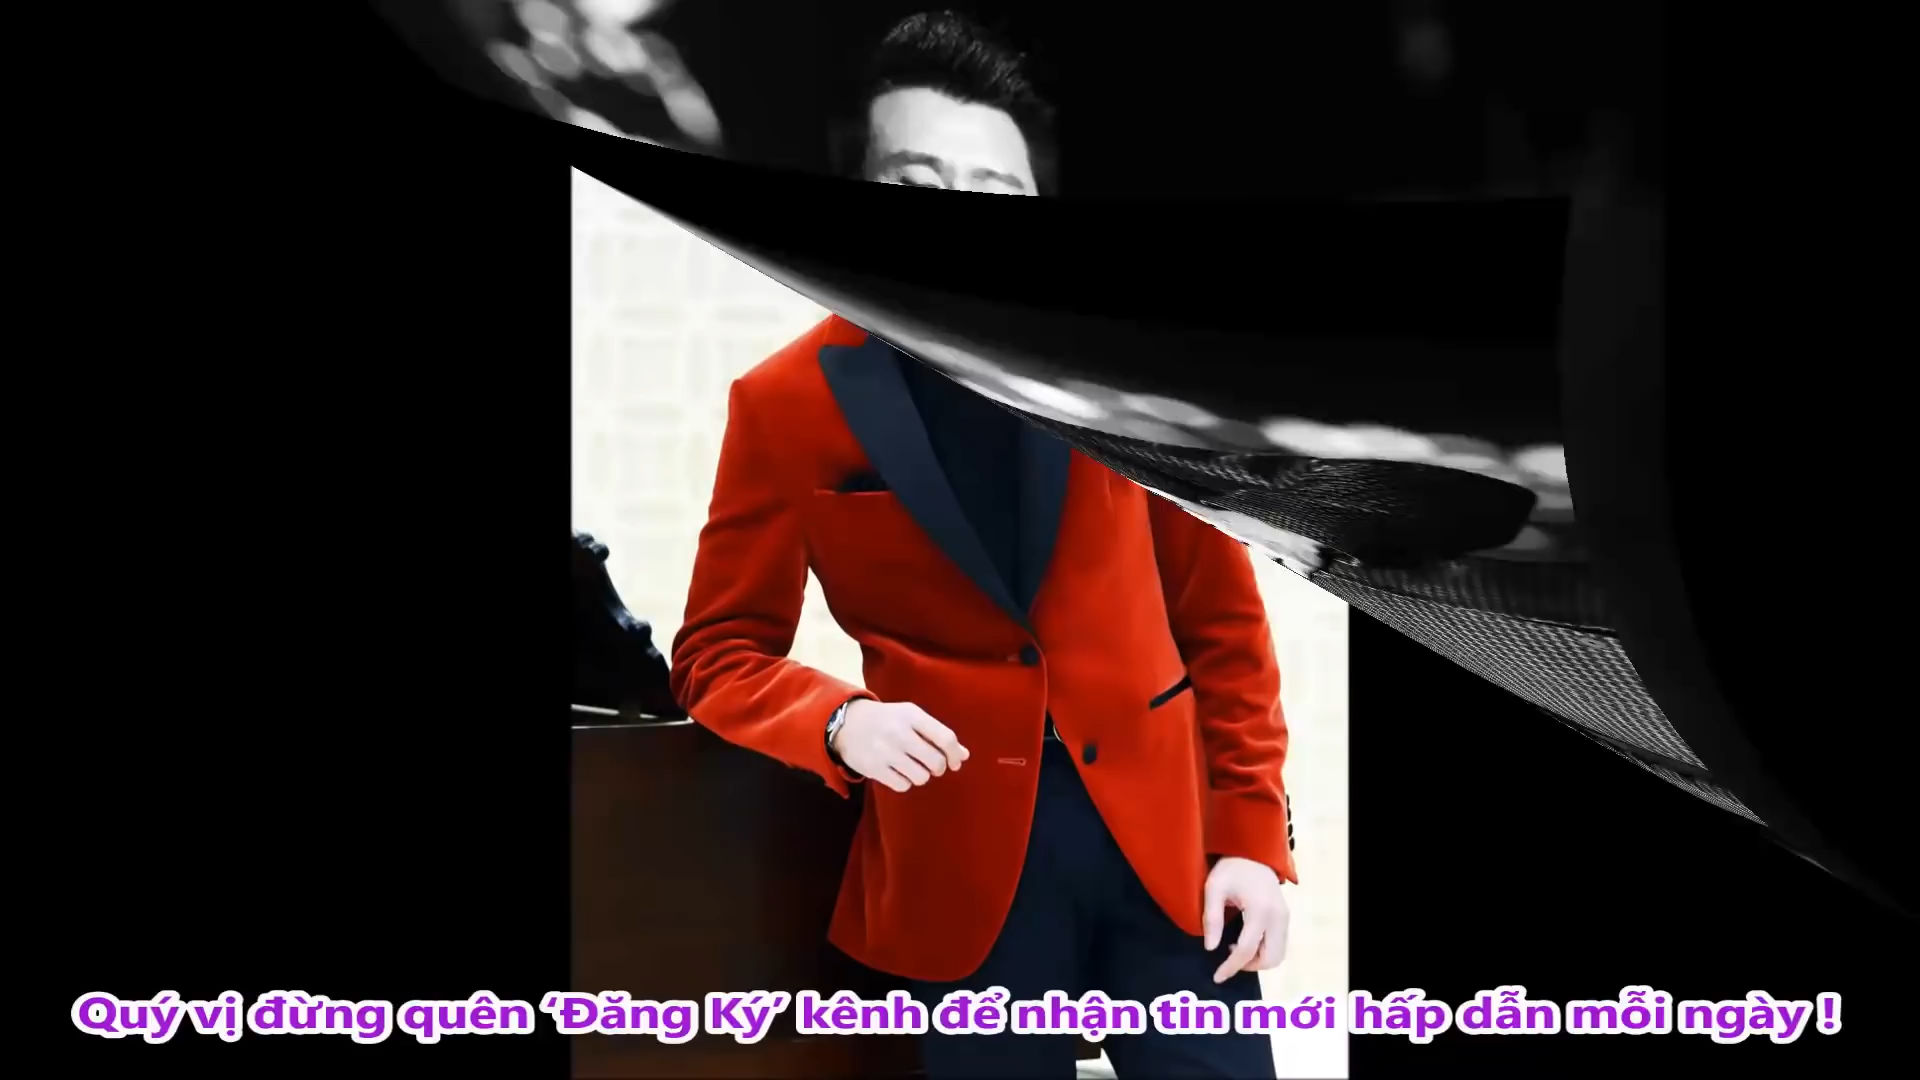 Quý vị đừng quên ‘Đăng Ký’ kênh để nhận tin mới hấp dẫn mỗi ngày !